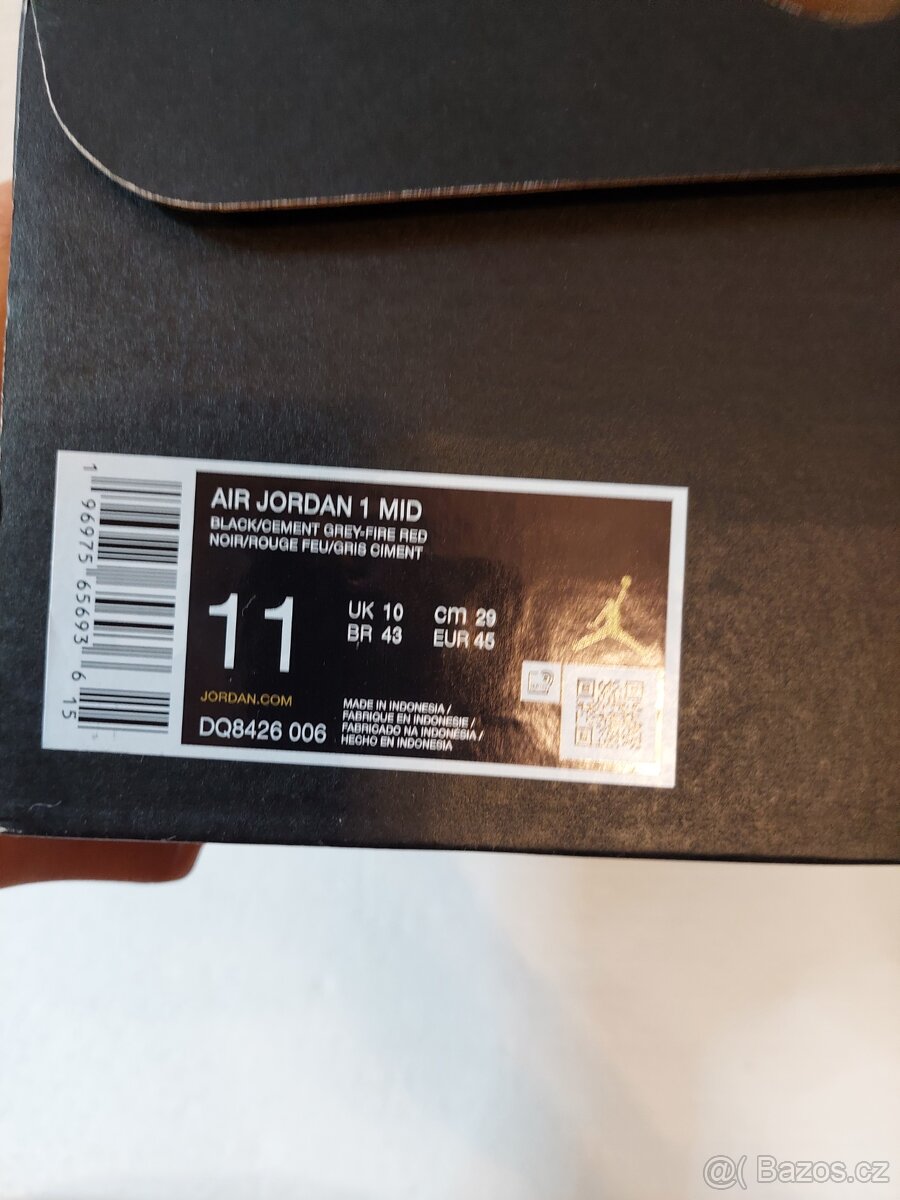 AIR JORDAN 1 MID
BLACK/CEMENT GREY-FIRE RED
NOIR/ROUGE FEU/GRIS CIMENT
11
UK 10 cm 29
BR 43 EUR 45
JORDAN.COM
DQ8426 006
MADE IN INDONESIA /
FABRIQUE EN INDONESIE /
FABRICADO NA INDONÉSIA /
HECHO EN INDONESIA
1 96975 65693 6 15
@( Bazos.cz